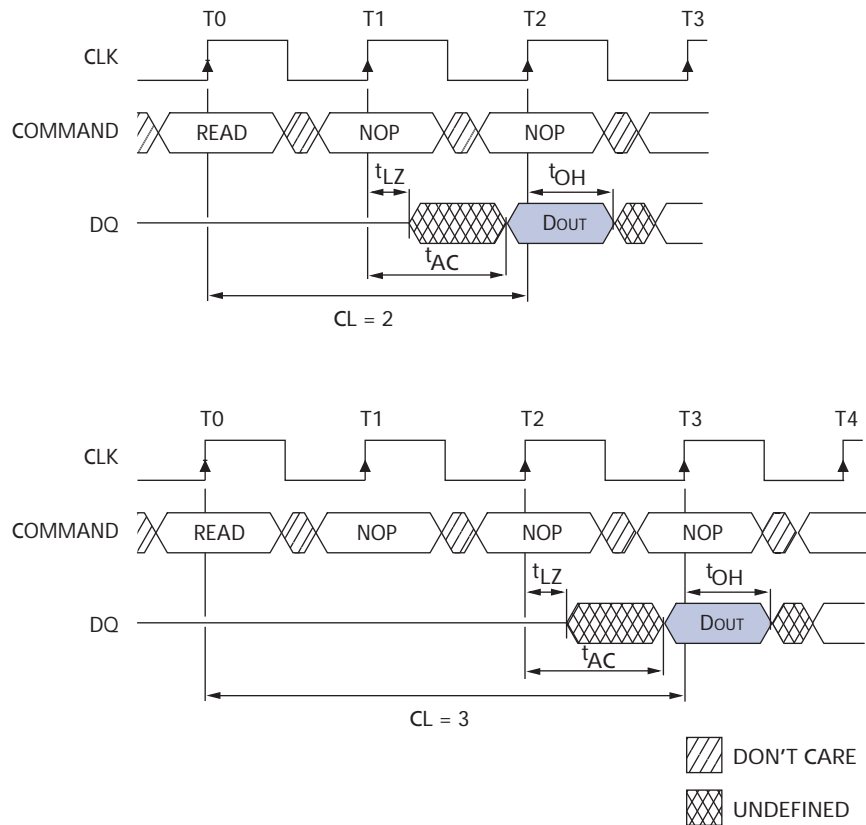 T0 T1 T2 T3
CLK
COMMAND READ NOP NOP
tLZ tOH
DQ DOUT
tAC
CL = 2
T0 T1 T2 T3 T4
CLK
COMMAND READ NOP NOP NOP
tLZ tOH
DQ DOUT
tAC
CL = 3
DON'T CARE
UNDEFINED